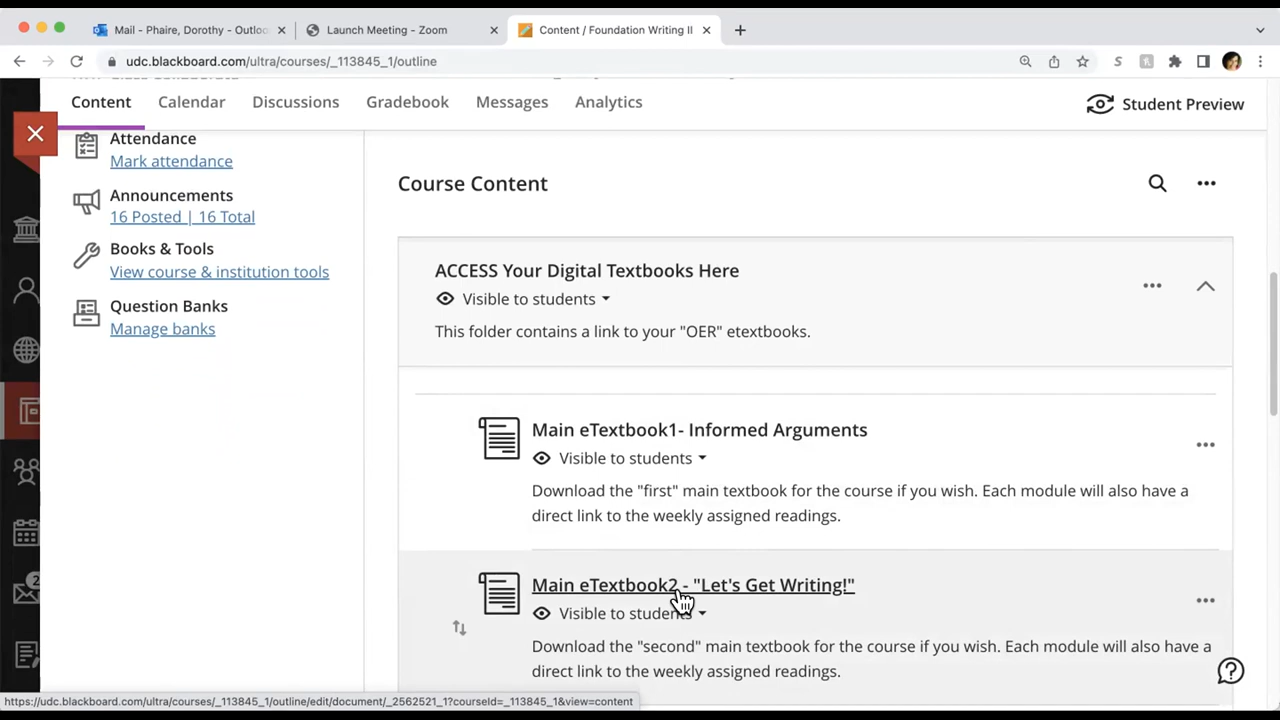 Mail - Phaire, Dorothy - Outloo
Launch Meeting - Zoom
Content / Foundation Writing II
udc.blackboard.com/ultra/courses/_113845_1/outline
Content
Calendar
Discussions
Gradebook
Messages
Analytics
Student Preview
Attendance
Mark attendance
Announcements
16 Posted | 16 Total
Books & Tools
View course & institution tools
Question Banks
Manage banks
2
Course Content
ACCESS Your Digital Textbooks Here
Visible to students
This folder contains a link to your "OER" etextbooks.
Main eTextbook1- Informed Arguments
Visible to students
Download the "first" main textbook for the course if you wish. Each module will also have a
direct link to the weekly assigned readings.
Main eTextbook2 - "Let's Get Writing!"
Visible to students
Download the "second" main textbook for the course if you wish. Each module will also have a
direct link to the weekly assigned readings.
https://udc.blackboard.com/ultra/courses/_113845_1/outline/edit/document/_2562521_1?courseId=_113845_1&view=content